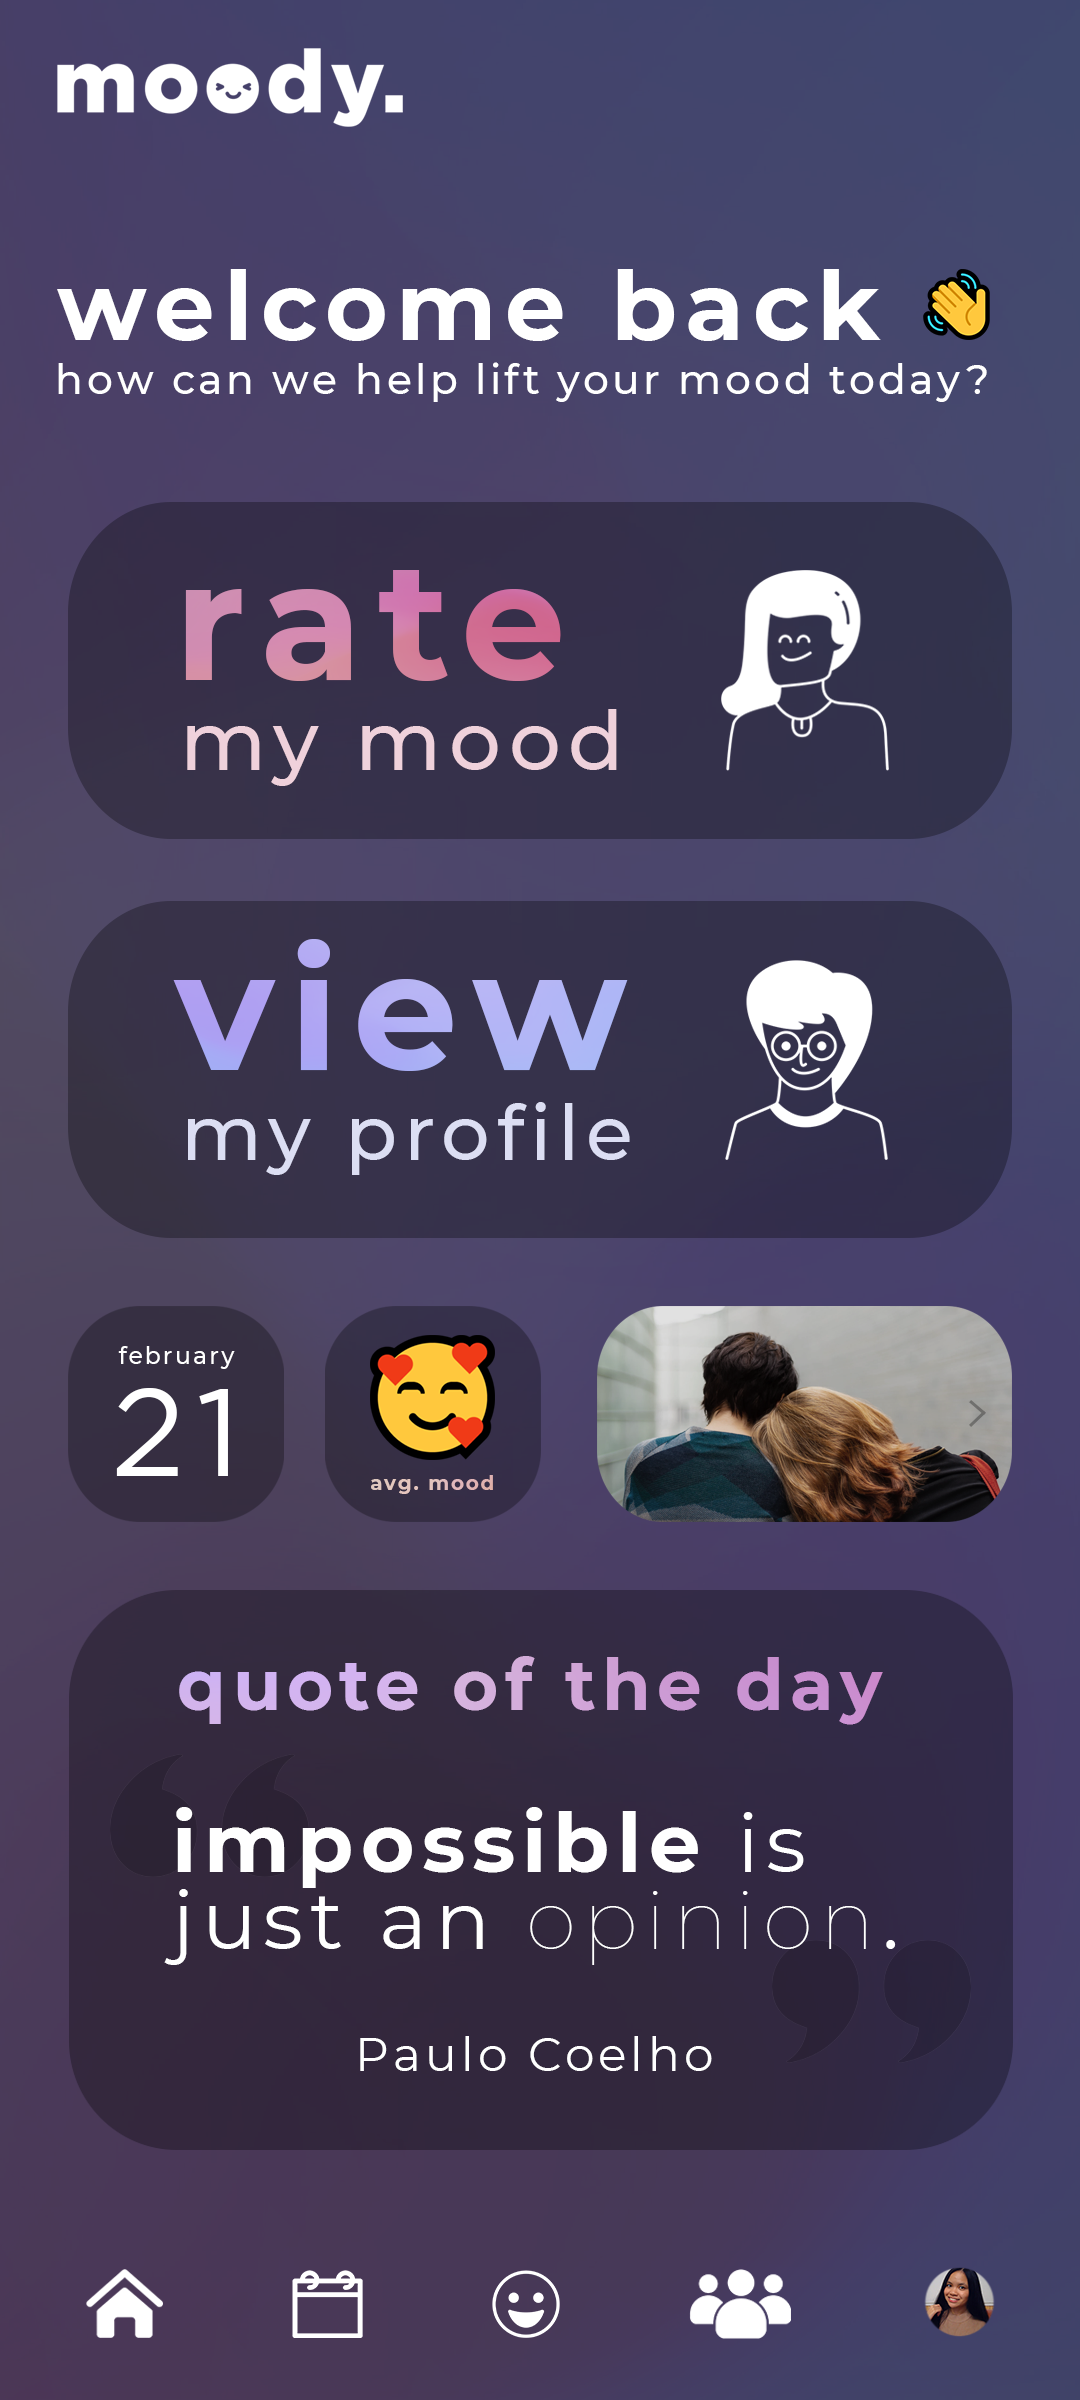 moody.
welcome back 👋
how can we help lift your mood today?
rate
my mood
view
my profile
february
21
avg. mood
quote of the day
“impossible is
just an opinion.”
Paulo Coelho